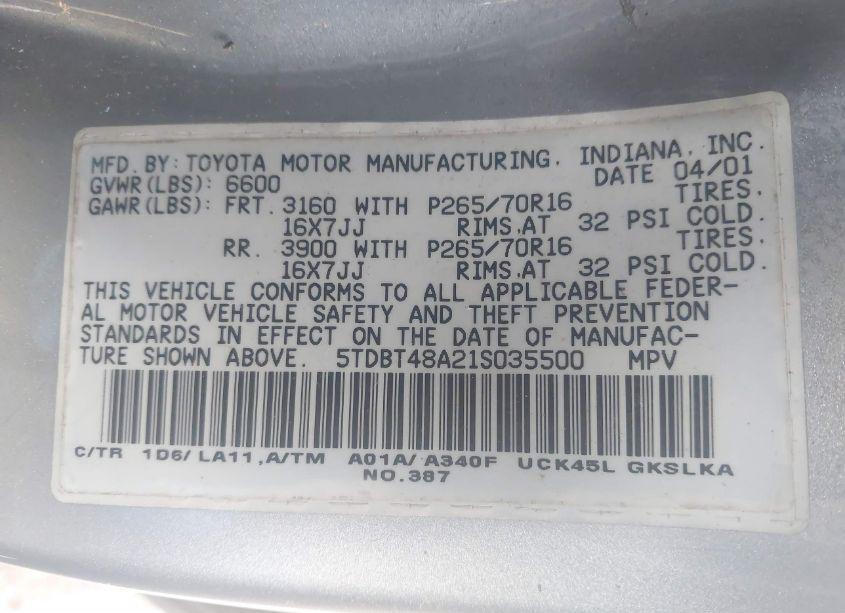 MFD. BY: TOYOTA MOTOR MANUFACTURING, INDIANA, INC.
GVWR(LBS): 6600 DATE 04/01
GAWR(LBS): FRT. 3160 WITH P265/70R16 TIRES,
16X7JJ RIMS,AT 32 PSI COLD.
RR. 3900 WITH P265/70R16 TIRES,
16X7JJ RIMS,AT 32 PSI COLD.
THIS VEHICLE CONFORMS TO ALL APPLICABLE FEDER-
AL MOTOR VEHICLE SAFETY AND THEFT PREVENTION
STANDARDS IN EFFECT ON THE DATE OF MANUFAC-
TURE SHOWN ABOVE. 5TDBT48A21S035500 MPV
C/TR 1D6/ LA11,A/TM A01A/ A340F UCK45L GKSLKA
NO.387